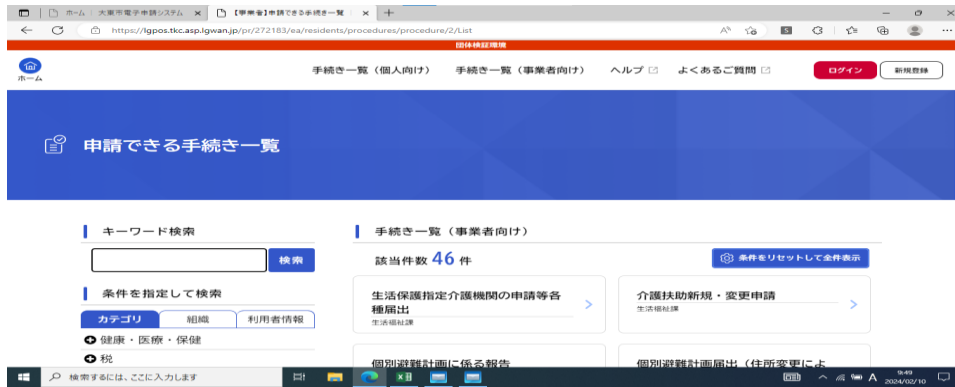 ホーム | 大東市電子申請システム
【事業者】申請できる手続き一覧
https://lgpos.tkc.asp.lgwan.jp/pr/272183/ea/residents/procedures/procedure/2/List
団体検証環境
ホーム
手続き一覧（個人向け） 手続き一覧（事業者向け） ヘルプ よくあるご質問 ログイン 新規登録
申請できる手続き一覧
キーワード検索
検索
条件を指定して検索
カテゴリ 組織 利用者情報
健康・医療・保健
税
手続き一覧（事業者向け）
該当件数 46 件
条件をリセットして全件表示
生活保護指定介護機関の申請等各
種届出
生活福祉課
介護扶助新規・変更申請
生活福祉課
個別避難計画に係る報告
個別避難計画届出（住所変更によ
検索するには、ここに入力します
A
9:49
2024/02/10